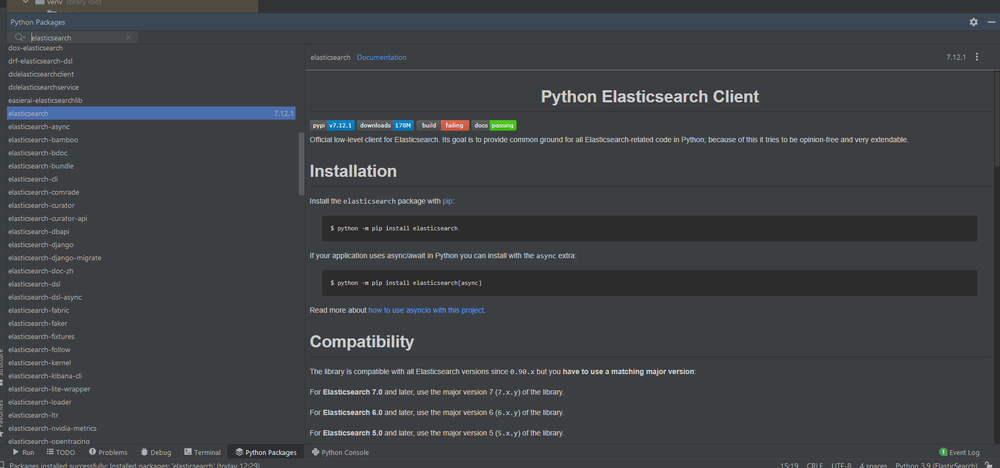 venv library root
Python Packages
elasticsearch
dox-elasticsearch
drf-elasticsearch-dsl
dxlelasticsearchclient
dxlelasticsearchservice
easierai-elasticsearchlib
elasticsearch 7.12.1
elasticsearch-async
elasticsearch-bamboo
elasticsearch-bdoc
elasticsearch-bundle
elasticsearch-cli
elasticsearch-comrade
elasticsearch-curator
elasticsearch-curator-api
elasticsearch-dbapi
elasticsearch-django
elasticsearch-django-migrate
elasticsearch-doc-zh
elasticsearch-dsl
elasticsearch-dsl-async
elasticsearch-fabric
elasticsearch-faker
elasticsearch-fixtures
elasticsearch-follow
elasticsearch-kernel
elasticsearch-kibana-cli
elasticsearch-lite-wrapper
elasticsearch-loader
elasticsearch-ltr
elasticsearch-nvidia-metrics
elasticsearch-opentracing
elasticsearch Documentation 7.12.1
Python Elasticsearch Client
pypi v7.12.1 downloads 178M build failing docs passing
Official low-level client for Elasticsearch. Its goal is to provide common ground for all Elasticsearch-related code in Python; because of this it tries to be opinion-free and very extendable.
Installation
Install the elasticsearch package with pip:
$ python -m pip install elasticsearch
If your application uses async/await in Python you can install with the async extra:
$ python -m pip install elasticsearch[async]
Read more about how to use asyncio with this project.
Compatibility
The library is compatible with all Elasticsearch versions since 0.90.x but you have to use a matching major version:
For Elasticsearch 7.0 and later, use the major version 7 (7.x.y) of the library.
For Elasticsearch 6.0 and later, use the major version 6 (6.x.y) of the library.
For Elasticsearch 5.0 and later, use the major version 5 (5.x.y) of the library.
Structure
Favorites
Run TODO Problems Debug Terminal Python Packages Python Console 1 Event Log
Packages installed successfully: Installed packages: 'elasticsearch' (today 12:29) 15:19 CRLF UTF-8 4 spaces Python 3.9 (ElasticSearch)